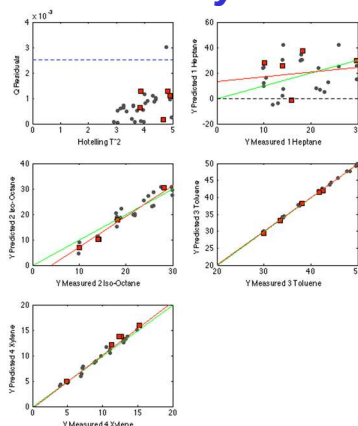 × 10⁻³
4
3
2
1
0
Q Residuals
0 1 2 3 4 5
Hotelling T^2
60
40
20
0
-20
Y Predicted 1 Heptane
0 10 20 30
Y Measured 1 Heptane
40
30
20
10
0
Y Predicted 2 Iso-Octane
0 10 20 30
Y Measured 2 Iso-Octane
50
45
40
35
30
25
20
Y Predicted 3 Toluene
20 30 40 50
Y Measured 3 Toluene
20
15
10
5
0
Y Predicted 4 Xylene
0 5 10 15 20
Y Measured 4 Xylene